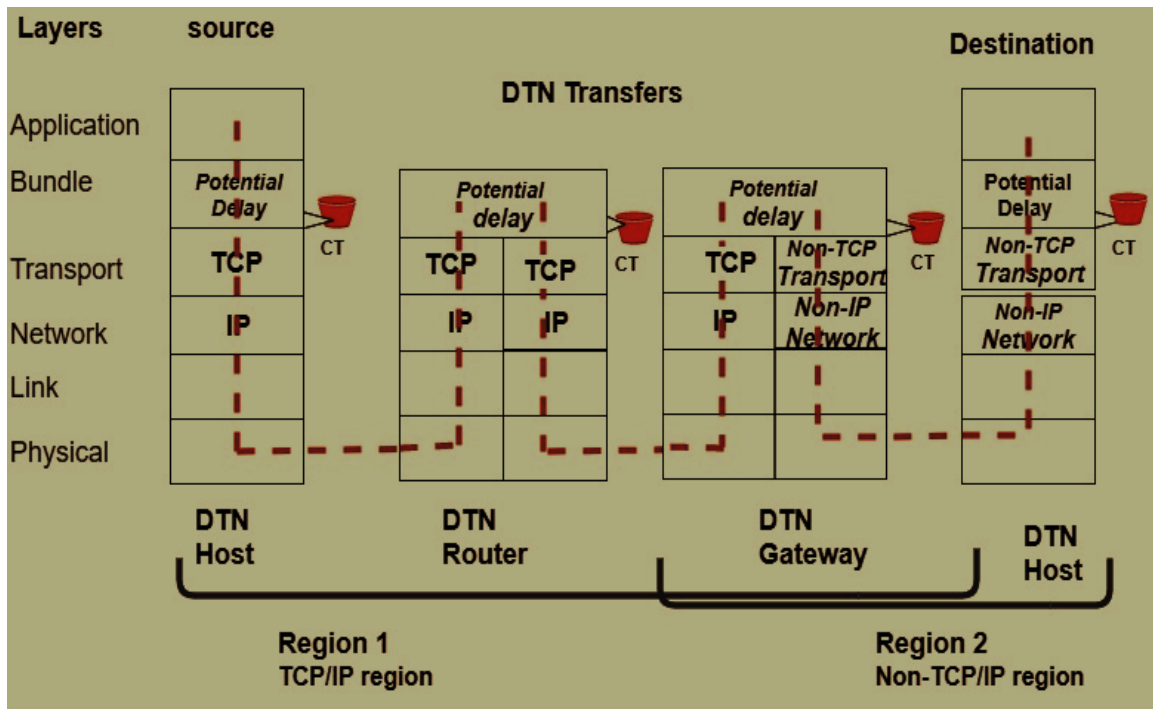 Layers source
Destination
DTN Transfers
Application
Bundle
Transport
Network
Link
Physical
Potential
Delay
CT
TCP
IP
Potential
delay
CT
TCP TCP
IP IP
Potential
delay
CT
TCP Non-TCP
Transport
IP Non-IP
Network
Potential
Delay
CT
Non-TCP
Transport
Non-IP
Network
DTN
Host
DTN
Router
DTN
Gateway
DTN
Host
Region 1
TCP/IP region
Region 2
Non-TCP/IP region